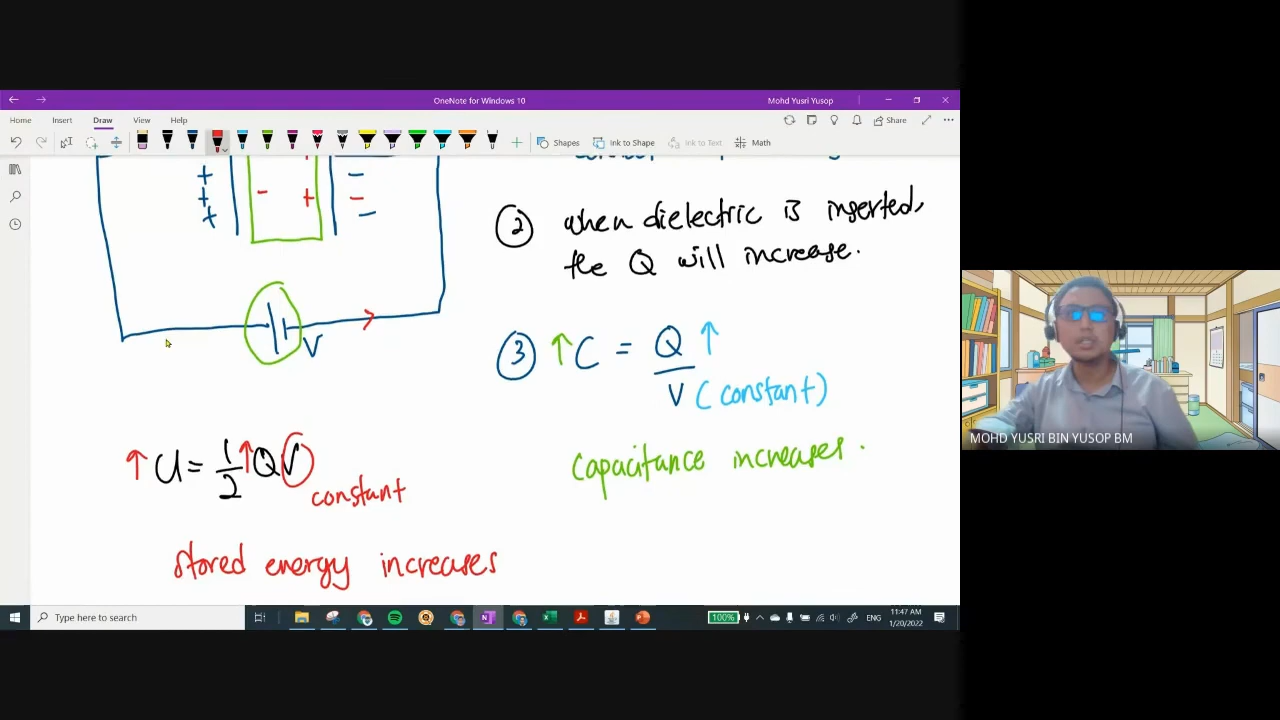 OneNote for Windows 10
Mohd Yusri Yusop
Home Insert Draw View Help
Share
Shapes Ink to Shape Ink to Text Math
+ - + -
+ - + -
+ -
V
② when dielectric is inserted,
the Q will increase.
③ ↑ C = Q ↑
V (constant)
capacitance increases.
↑ U = 1/2 ↑ Q V
constant
stored energy increases
MOHD YUSRI BIN YUSOP BM
Type here to search
100%
ENG
11:47 AM
1/20/2022